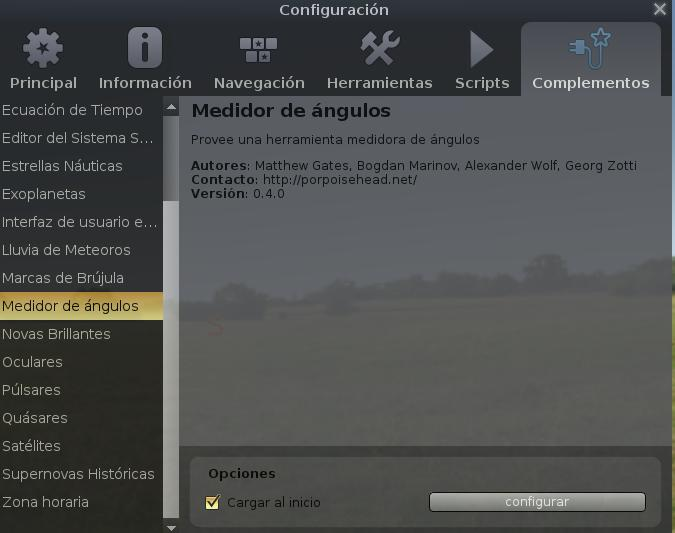 Configuración
Principal Información Navegación Herramientas Scripts Complementos
Ecuación de Tiempo
Editor del Sistema S...
Estrellas Náuticas
Exoplanetas
Interfaz de usuario e...
Lluvia de Meteoros
Marcas de Brújula
Medidor de ángulos
Novas Brillantes
Oculares
Púlsares
Quásares
Satélites
Supernovas Históricas
Zona horaria
Medidor de ángulos
Provee una herramienta medidora de ángulos
Autores: Matthew Gates, Bogdan Marinov, Alexander Wolf, Georg Zotti
Contacto: http://porpoisehead.net/
Versión: 0.4.0
S
Opciones
Cargar al inicio
configurar